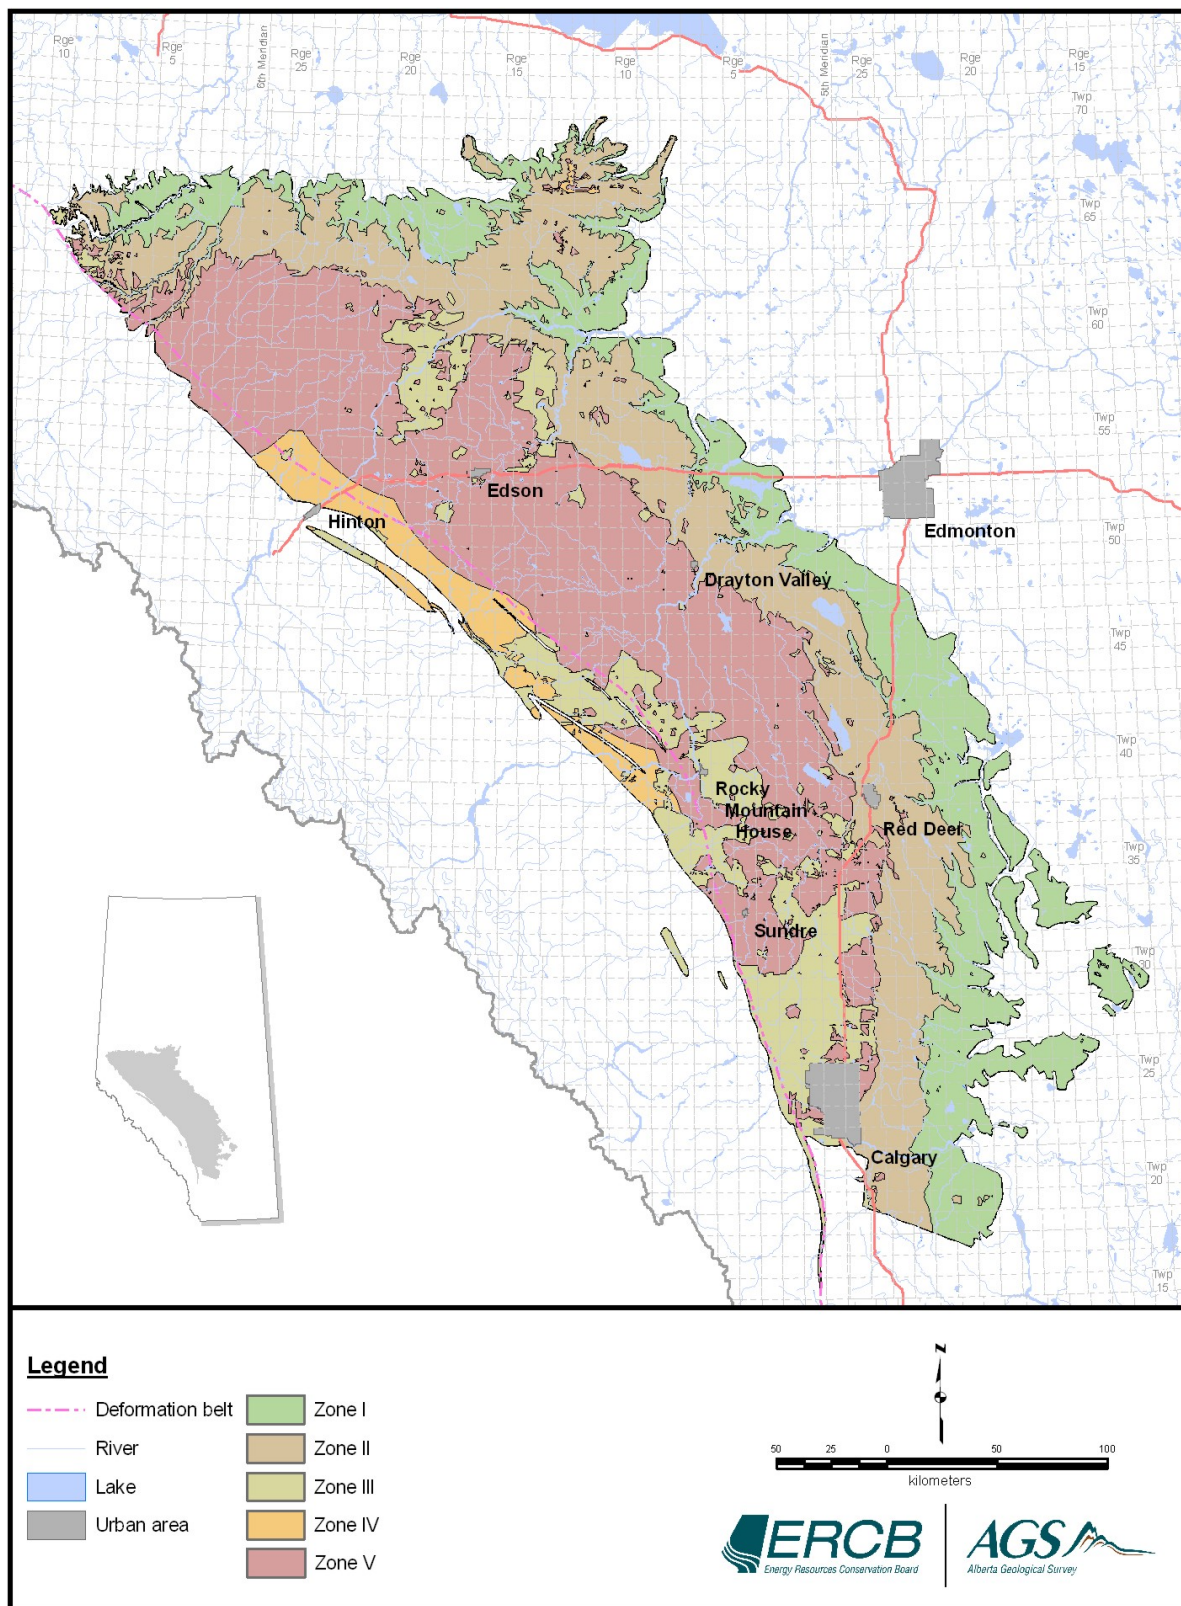 Rge
10
Rge
5
6th Meridian
Rge
25
Rge
20
Rge
15
Rge
10
Rge
5
5th Meridian
Rge
25
Rge
20
Rge
15
Twp
70
Twp
65
Twp
60
Twp
55
Twp
50
Twp
45
Twp
40
Twp
35
Twp
30
Twp
25
Twp
20
Twp
15
Edson
Hinton
Edmonton
Drayton Valley
Rocky
Mountain
House
Red Deer
Sundre
Calgary
Legend
Deformation belt
River
Lake
Urban area
Zone I
Zone II
Zone III
Zone IV
Zone V
N
50 25 0 50 100
kilometers
ERCB
Energy Resources Conservation Board
AGS
Alberta Geological Survey